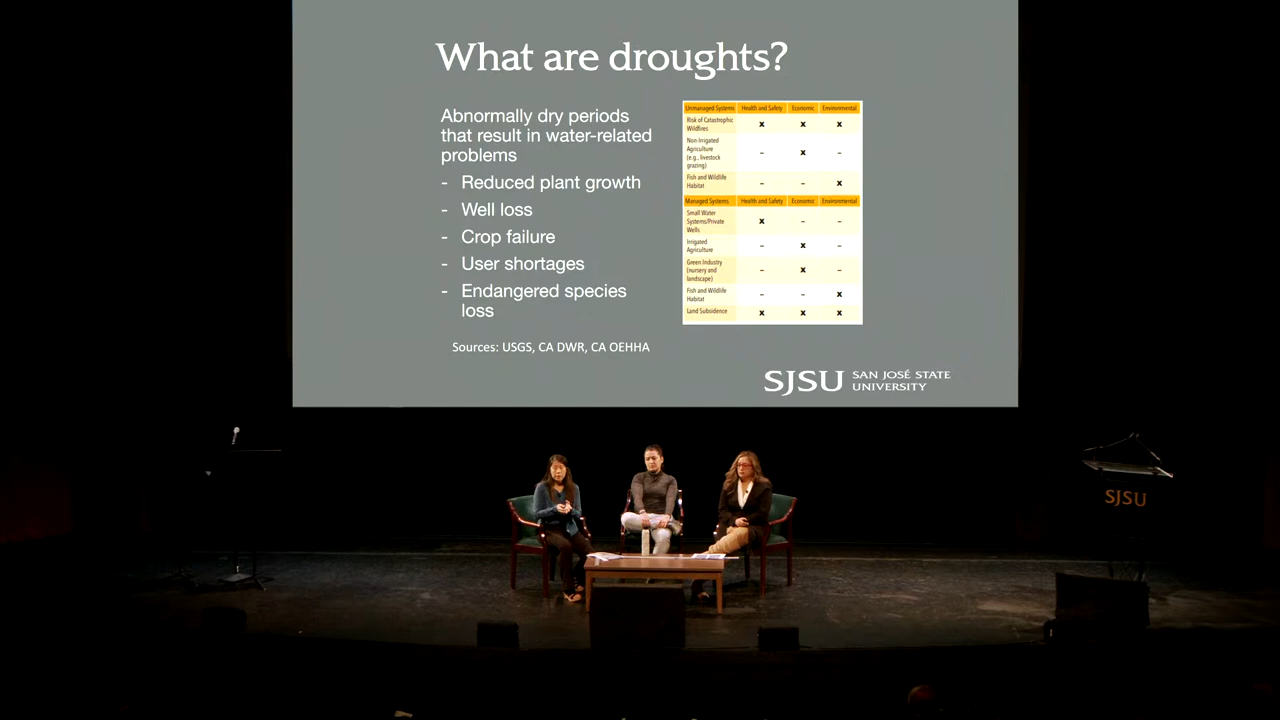 What are droughts?
Abnormally dry periods
that result in water-related
problems
- Reduced plant growth
- Well loss
- Crop failure
- User shortages
- Endangered species
loss
Sources: USGS, CA DWR, CA OEHHA
Unmanaged Systems Health and Safety Economic Environmental
Risk of Catastrophic
Wildfires x x x
Non-Irrigated
Agriculture
(e.g., livestock
grazing) – x –
Fish and Wildlife
Habitat – – x
Managed Systems Health and Safety Economic Environmental
Small Water
Systems/Private
Wells x – –
Irrigated
Agriculture – x –
Green Industry
(nursery and
landscape) – x –
Fish and Wildlife
Habitat – – x
Land Subsidence x x x
SJSU SAN JOSÉ STATE
UNIVERSITY
SJSU